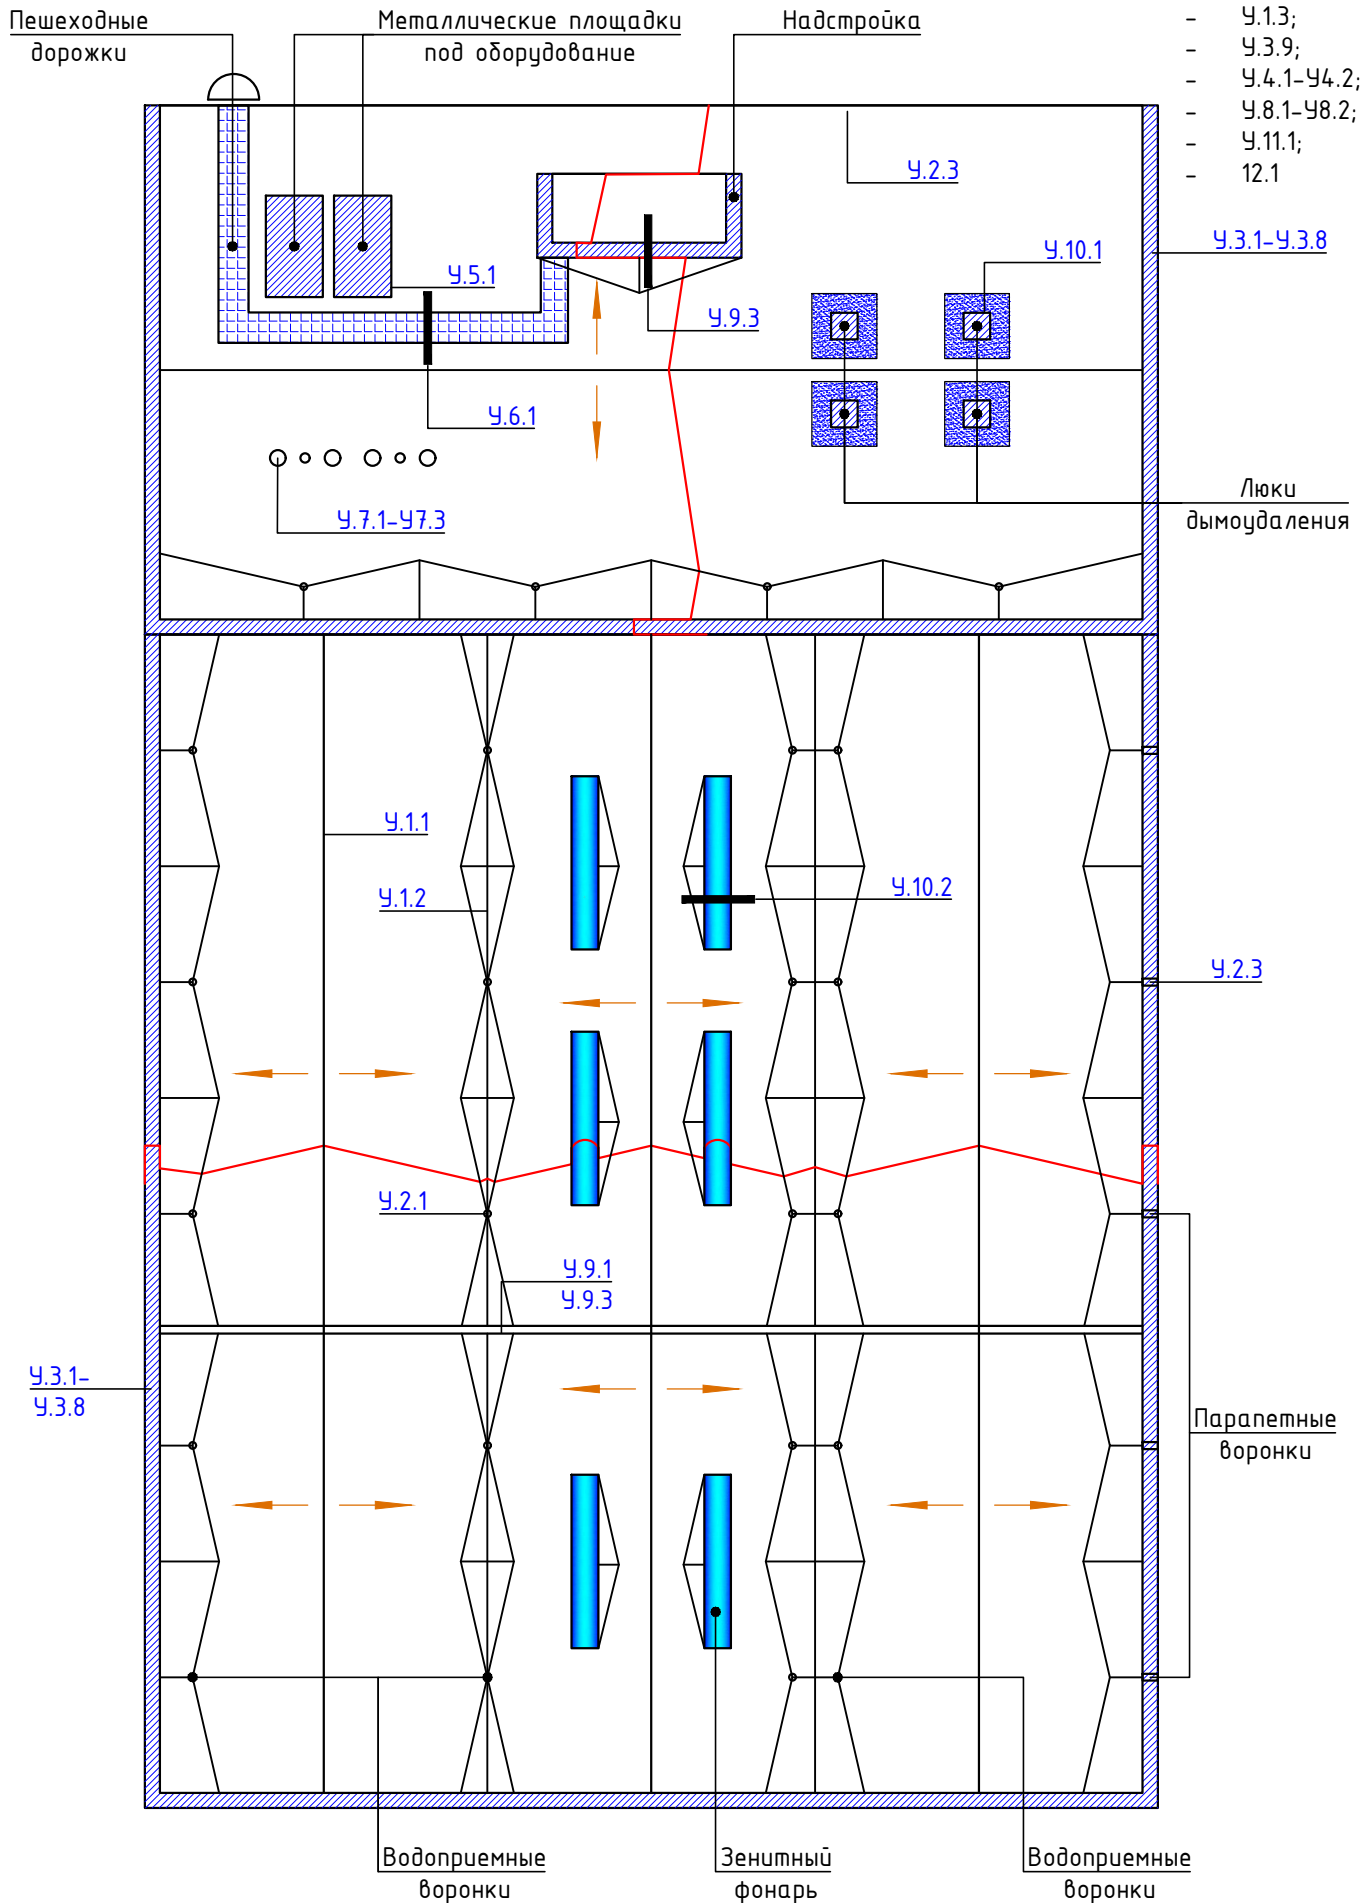 Пешеходные
дорожки
Металлические площадки
под оборудование
Надстройка
- У.1.3;
- У.3.9;
- У.4.1-У4.2;
- У.8.1-У8.2;
- У.11.1;
- 12.1
У.2.3
У.3.1-У.3.8
У.10.1
У.5.1
У.9.3
У.6.1
Люки
дымоудаления
У.7.1-У7.3
У.1.1
У.1.2
У.10.2
У.2.3
У.2.1
У.9.1
У.9.3
У.3.1-
У.3.8
Парапетные
воронки
Водоприемные
воронки
Зенитный
фонарь
Водоприемные
воронки